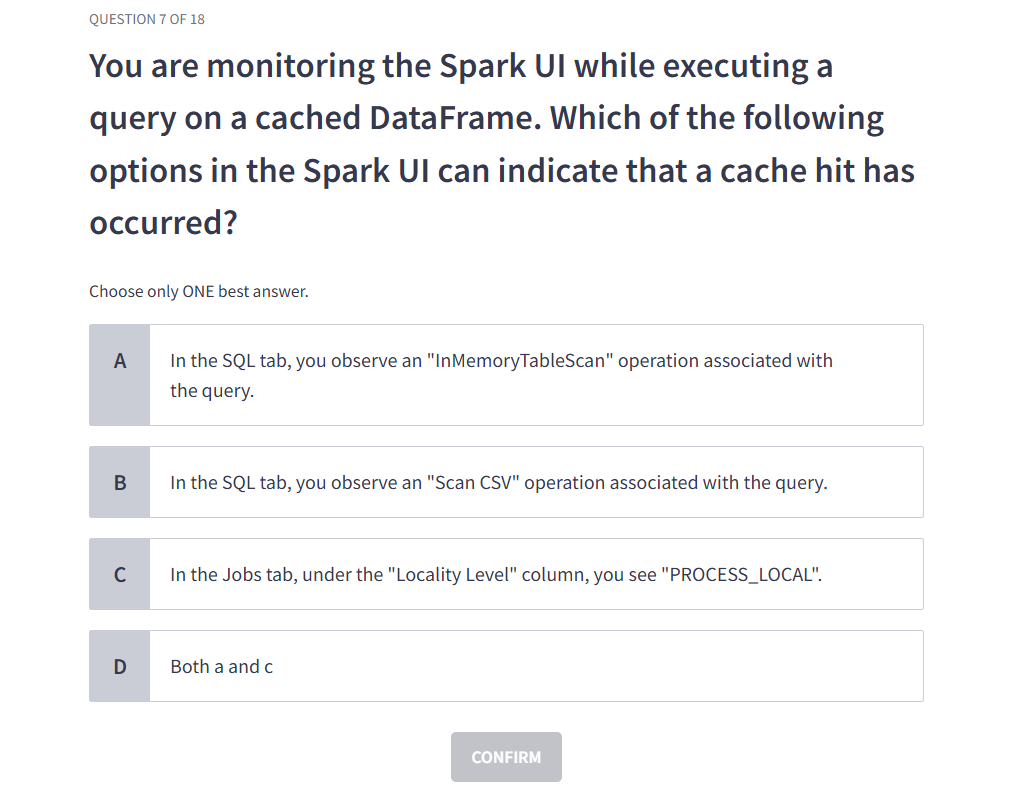 QUESTION 7 OF 18
You are monitoring the Spark UI while executing a
query on a cached DataFrame. Which of the following
options in the Spark UI can indicate that a cache hit has
occurred?
Choose only ONE best answer.
A
In the SQL tab, you observe an "InMemoryTableScan" operation associated with
the query.
B
In the SQL tab, you observe an "Scan CSV" operation associated with the query.
C
In the Jobs tab, under the "Locality Level" column, you see "PROCESS_LOCAL".
D
Both a and c
CONFIRM